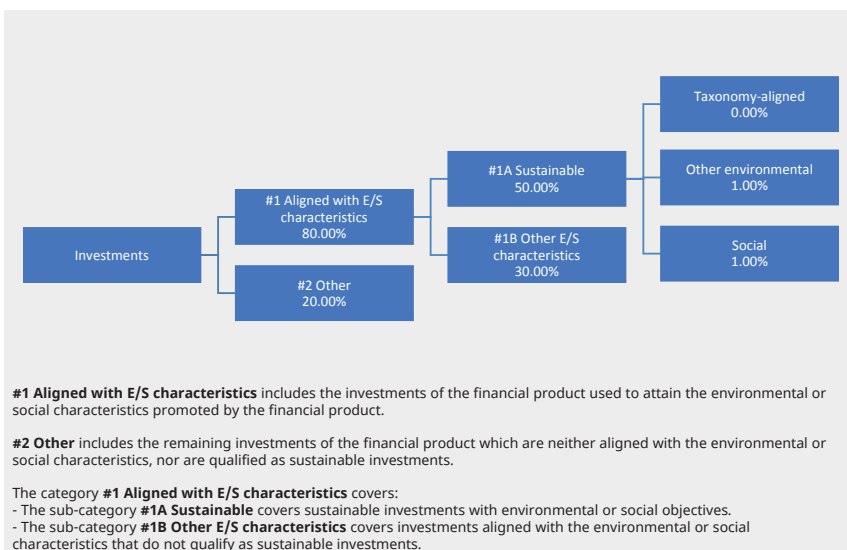 Taxonomy-aligned
0.00%
#1A Sustainable
50.00%
Other environmental
1.00%
#1 Aligned with E/S
characteristics
80.00%
Investments
#1B Other E/S
characteristics
30.00%
Social
1.00%
#2 Other
20.00%
#1 Aligned with E/S characteristics includes the investments of the financial product used to attain the environmental or
social characteristics promoted by the financial product.
#2 Other includes the remaining investments of the financial product which are neither aligned with the environmental or
social characteristics, nor are qualified as sustainable investments.
The category #1 Aligned with E/S characteristics covers:
- The sub-category #1A Sustainable covers sustainable investments with environmental or social objectives.
- The sub-category #1B Other E/S characteristics covers investments aligned with the environmental or social
characteristics that do not qualify as sustainable investments.